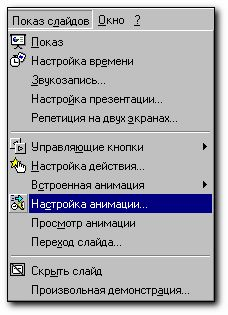 Показ слайдов Окно ?
Показ
Настройка времени
Звукозапись...
Настройка презентации...
Репетиция на двух экранах...
Управляющие кнопки
Настройка действия...
Встроенная анимация
Настройка анимации...
Просмотр анимации
Переход слайда...
Скрыть слайд
Произвольная демонстрация...